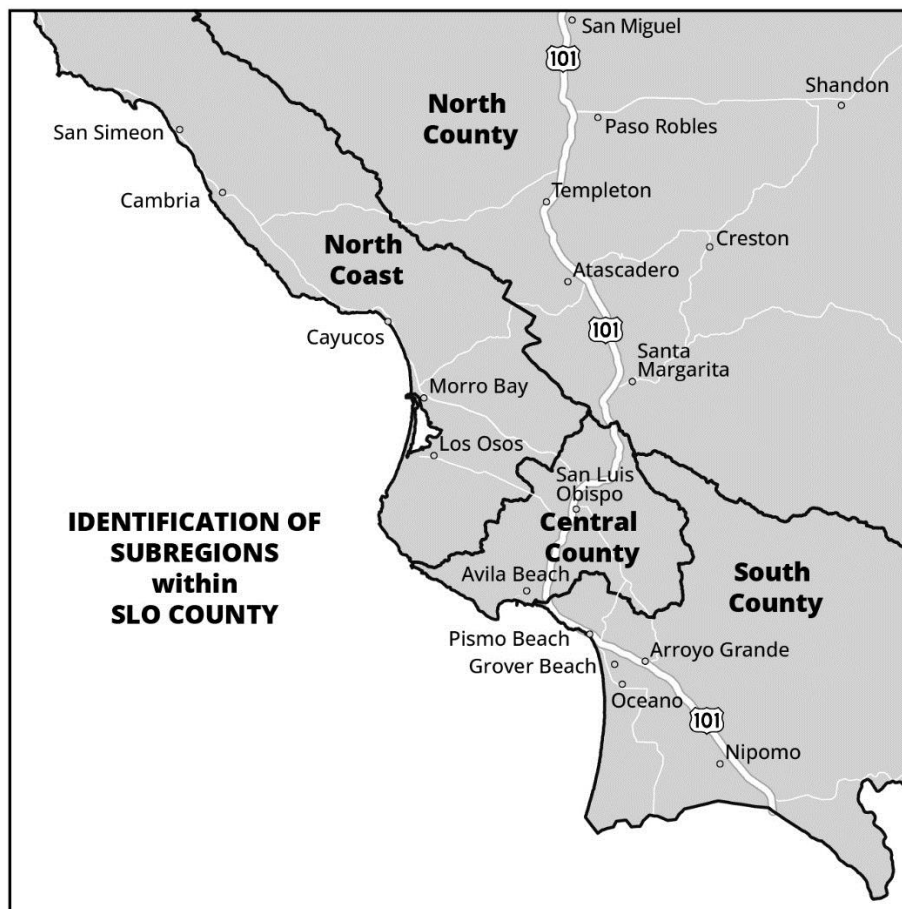 San Miguel
101
Shandon
North
County
Paso Robles
San Simeon
Templeton
Cambria
Creston
North
Coast
Atascadero
101
Cayucos
Santa
Margarita
Morro Bay
Los Osos
San Luis
Obispo
IDENTIFICATION OF
SUBREGIONS
within
SLO COUNTY
Central
County
South
County
Avila Beach
Pismo Beach
Arroyo Grande
Grover Beach
Oceano
101
Nipomo